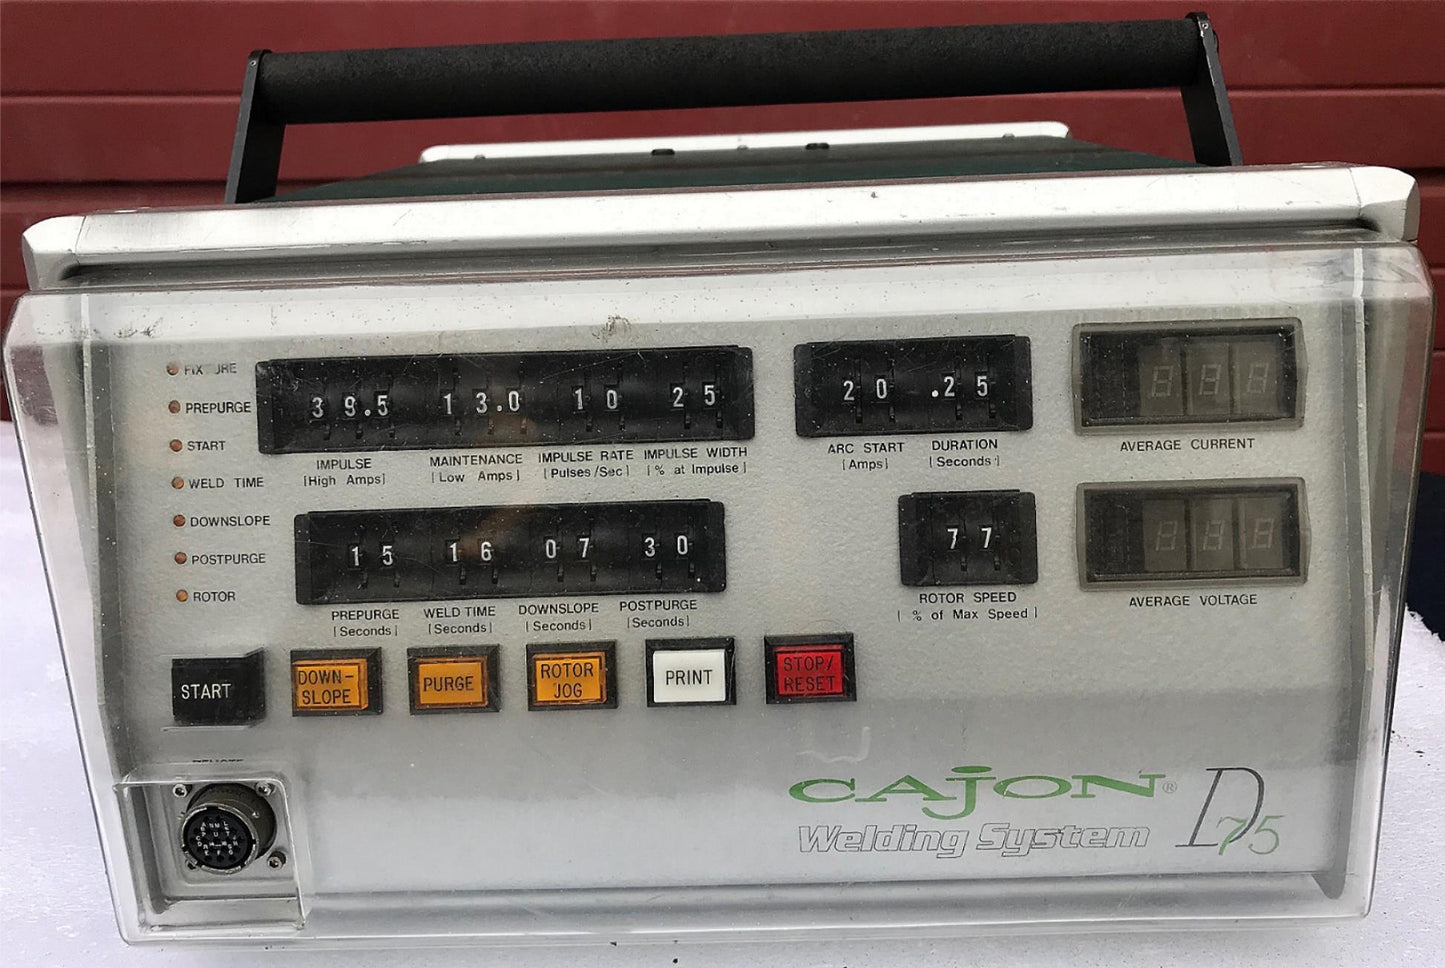 FIXTURE
PREPURGE
START
WELD TIME
DOWNSLOPE
POSTPURGE
ROTOR
39.5 13.0 10 25
IMPULSE MAINTENANCE IMPULSE RATE IMPULSE WIDTH
[High Amps] [Low Amps] [Pulses/Sec] [% at Impulse]
20 .25
ARC START DURATION
[Amps] [Seconds]
AVERAGE CURRENT
15 16 07 30
PREPURGE WELD TIME DOWNSLOPE POSTPURGE
[Seconds] [Seconds] [Seconds] [Seconds]
77
ROTOR SPEED
[% of Max Speed]
AVERAGE VOLTAGE
START
DOWN-
SLOPE
PURGE
ROTOR
JOG
PRINT
STOP/
RESET
CAJON®
Welding System D75